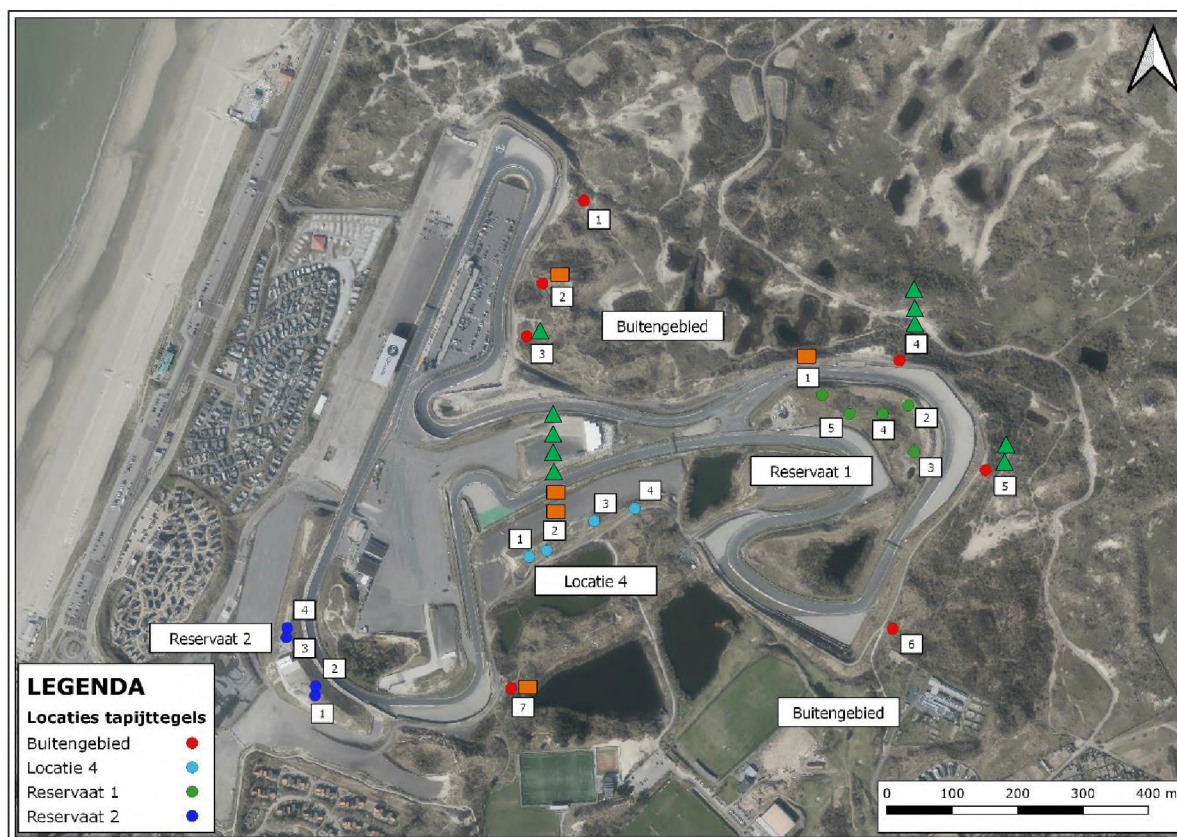 1
2
Buitengebied
3
4
1
5
4
2
3
Reservaat 1
5
4
3
2
1
Locatie 4
4
Reservaat 2
3
2
1
6
7
Buitengebied
LEGENDA
Locaties tapijttegels
Buitengebied
Locatie 4
Reservaat 1
Reservaat 2
0 100 200 300 400 m